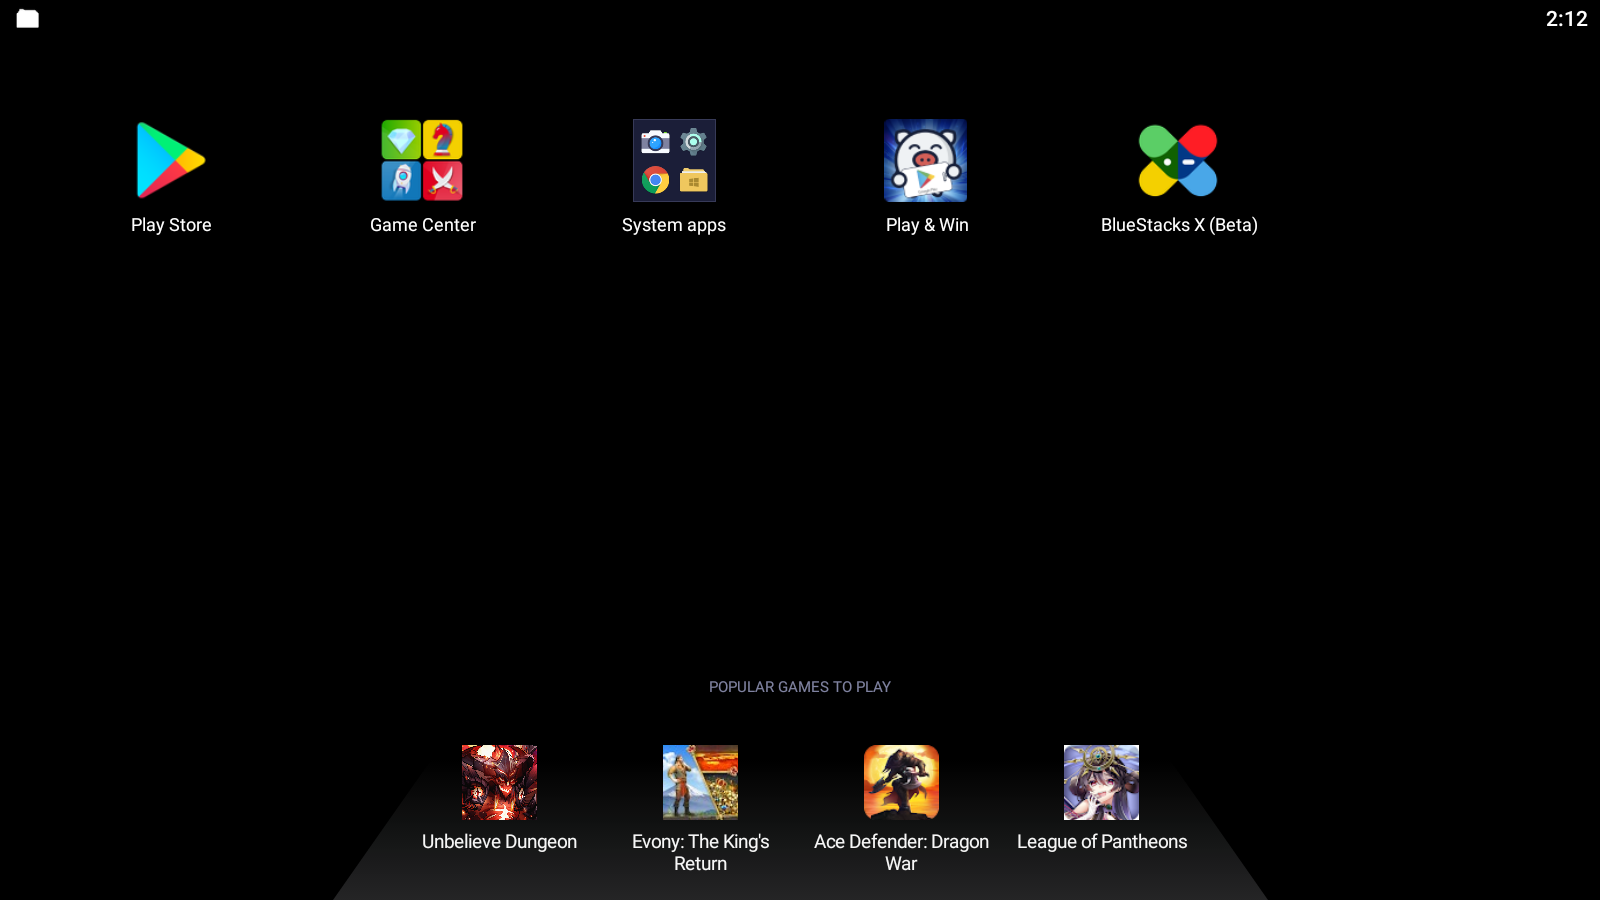 2:12
Play Store
Game Center
System apps
Play & Win
BlueStacks X (Beta)
POPULAR GAMES TO PLAY
Unbelieve Dungeon
Evony: The King's
Return
Ace Defender: Dragon
War
League of Pantheons